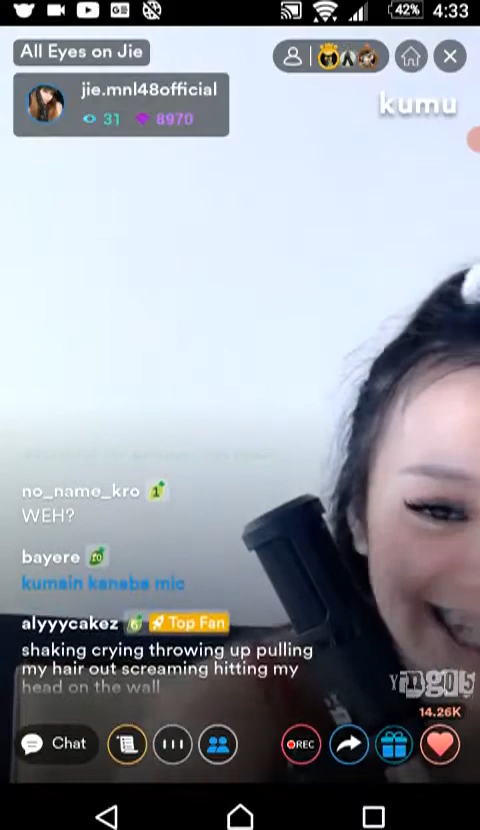 42% 4:33
All Eyes on Jie
jie.mnl48official
31 8970
kumu
no_name_kro 1
WEH?
bayere
kumain kanaba mic
alyyycakez Top Fan
shaking crying throwing up pulling
my hair out screaming hitting my
head on the wall
14.26K
Chat
REC